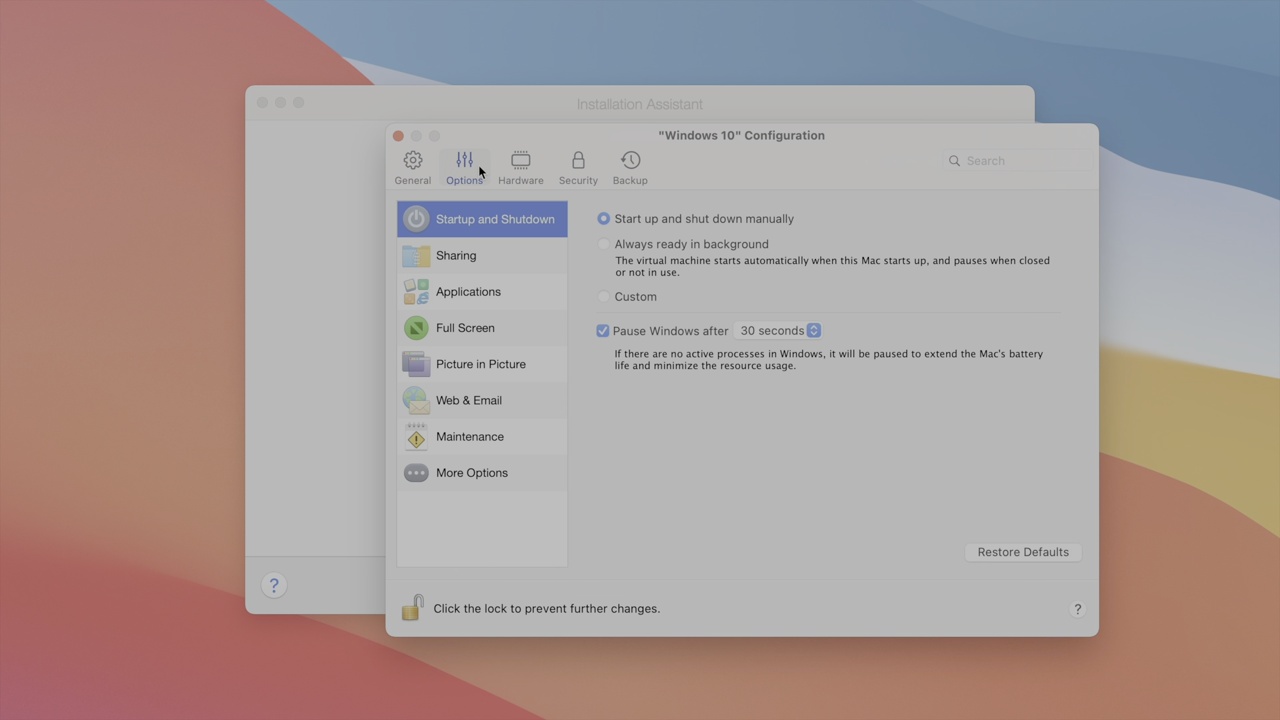 Installation Assistant
"Windows 10" Configuration
General
Options
Hardware
Security
Backup
Search
Startup and Shutdown
Sharing
Applications
Full Screen
Picture in Picture
Web & Email
Maintenance
More Options
Start up and shut down manually
Always ready in background
The virtual machine starts automatically when this Mac starts up, and pauses when closed
or not in use.
Custom
Pause Windows after 30 seconds
If there are no active processes in Windows, it will be paused to extend the Mac's battery
life and minimize the resource usage.
Restore Defaults
?
Click the lock to prevent further changes.
?